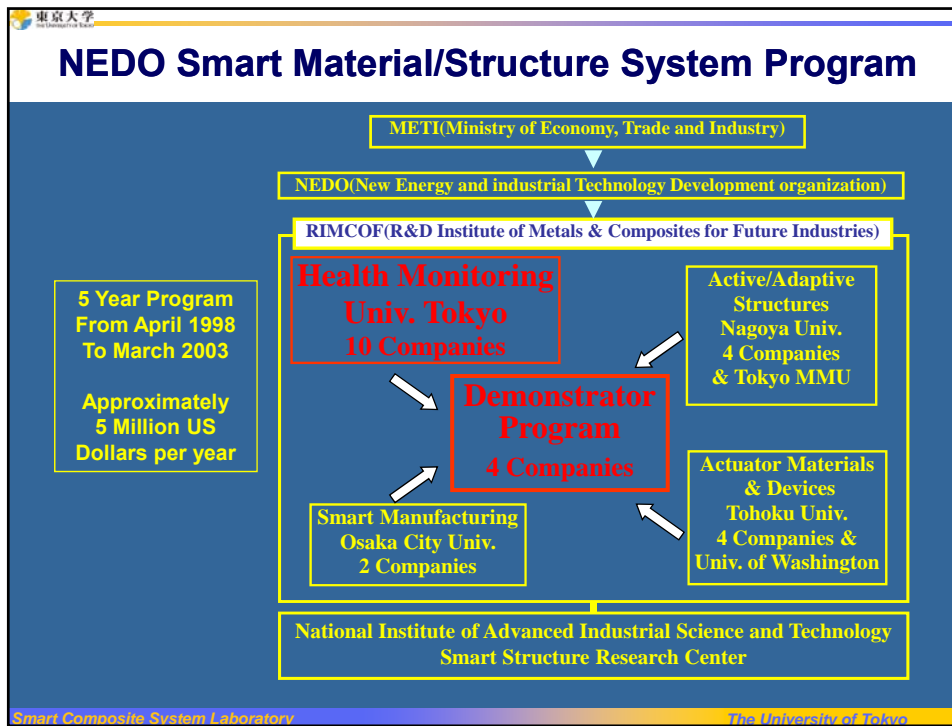 東京大学
The University of Tokyo
NEDO Smart Material/Structure System Program
METI(Ministry of Economy, Trade and Industry)
NEDO(New Energy and industrial Technology Development organization)
RIMCOF(R&D Institute of Metals & Composites for Future Industries)
5 Year Program
From April 1998
To March 2003
Approximately
5 Million US
Dollars per year
Health Monitoring
Univ. Tokyo
10 Companies
Active/Adaptive
Structures
Nagoya Univ.
4 Companies
& Tokyo MMU
Demonstrator
Program
4 Companies
Smart Manufacturing
Osaka City Univ.
2 Companies
Actuator Materials
& Devices
Tohoku Univ.
4 Companies &
Univ. of Washington
National Institute of Advanced Industrial Science and Technology
Smart Structure Research Center
Smart Composite System Laboratory
The University of Tokyo